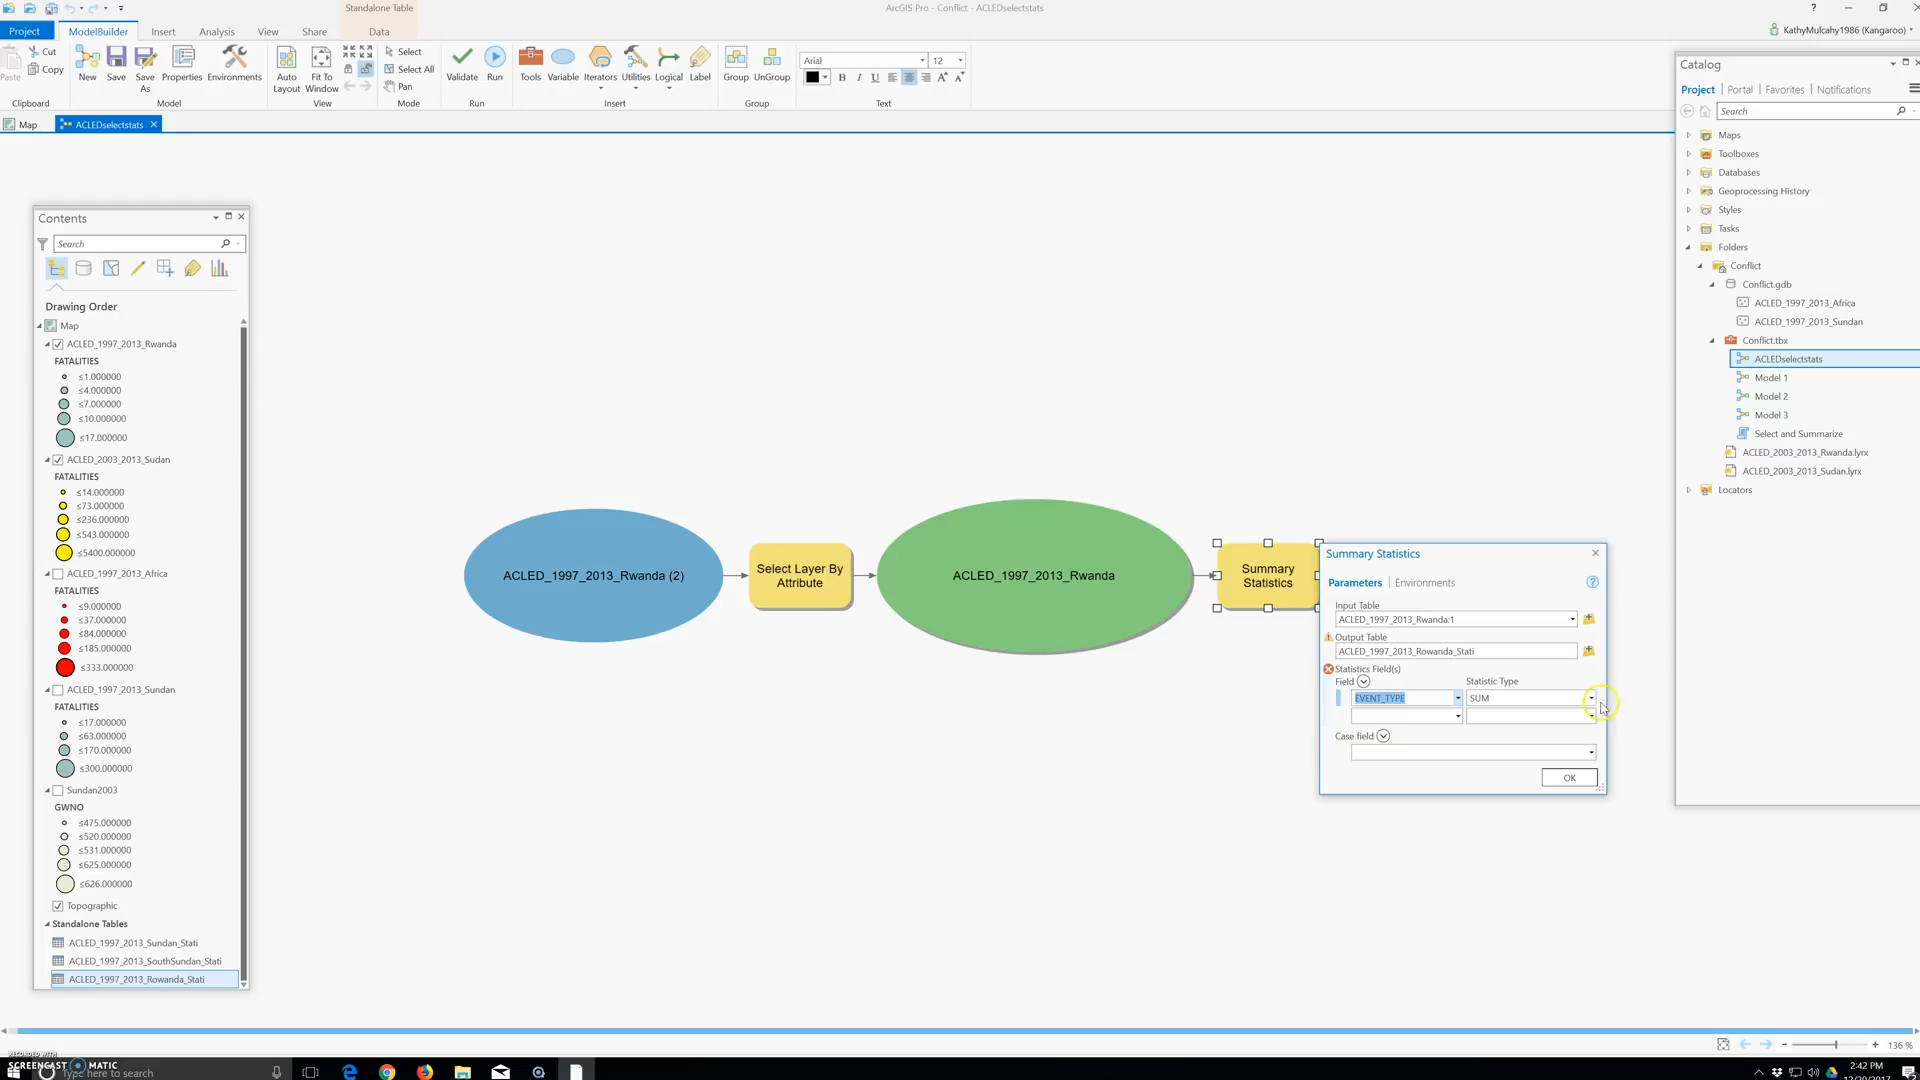 Standalone Table
ArcGIS Pro - Conflict - ACLEDselectstats
?
Project
ModelBuilder
Insert
Analysis
View
Share
Data
KathyMulcahy1986 (Kangaroo)
Paste
Cut
Copy
New
Save
Save As
Properties
Environments
Auto Layout
Fit To Window
Select
Select All
Pan
Validate
Run
Tools
Variable
Iterators
Utilities
Logical
Label
Group
UnGroup
Arial
12
B
I
U
Clipboard
Model
View
Mode
Run
Insert
Group
Text
Map
ACLEDselectstats
Contents
Search
Drawing Order
Map
ACLED_1997_2013_Rwanda
FATALITIES
≤1.000000
≤4.000000
≤7.000000
≤10.000000
≤17.000000
ACLED_2003_2013_Sudan
FATALITIES
≤14.000000
≤73.000000
≤236.000000
≤543.000000
≤5400.000000
ACLED_1997_2013_Africa
FATALITIES
≤9.000000
≤37.000000
≤84.000000
≤185.000000
≤333.000000
ACLED_1997_2013_Sundan
FATALITIES
≤17.000000
≤63.000000
≤170.000000
≤300.000000
Sundan2003
GWNO
≤475.000000
≤520.000000
≤531.000000
≤625.000000
≤626.000000
Topographic
Standalone Tables
ACLED_1997_2013_Sundan_Stati
ACLED_1997_2013_SouthSundan_Stati
ACLED_1997_2013_Rowanda_Stati
ACLED_1997_2013_Rwanda (2)
Select Layer By
Attribute
ACLED_1997_2013_Rwanda
Summary
Statistics
Summary Statistics
Parameters
Environments
?
Input Table
ACLED_1997_2013_Rwanda:1
Output Table
ACLED_1997_2013_Rowanda_Stati
Statistics Field(s)
Field
Statistic Type
EVENT_TYPE
SUM
Case field
OK
Catalog
Project
Portal
Favorites
Notifications
Search
Maps
Toolboxes
Databases
Geoprocessing History
Styles
Tasks
Folders
Conflict
Conflict.gdb
ACLED_1997_2013_Africa
ACLED_1997_2013_Sundan
Conflict.tbx
ACLEDselectstats
Model 1
Model 2
Model 3
Select and Summarize
ACLED_2003_2013_Rwanda.lyrx
ACLED_2003_2013_Sudan.lyrx
Locators
136 %
RECORDED WITH
SCREENCAST MATIC
Type here to search
2:42 PM